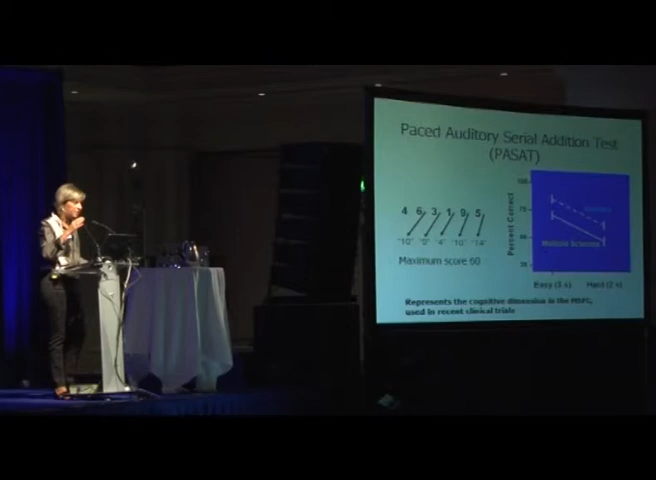 Paced Auditory Serial Addition Test
(PASAT)
4 6 3 1 9 5
"10" "9" "4" "10" "14"
Maximum score 60
Percent Correct
100
Multiple Sclerosis
Easy (3 s) Hard (2 s)
Represents the cognitive dimension in the MSFC,
used in recent clinical trials